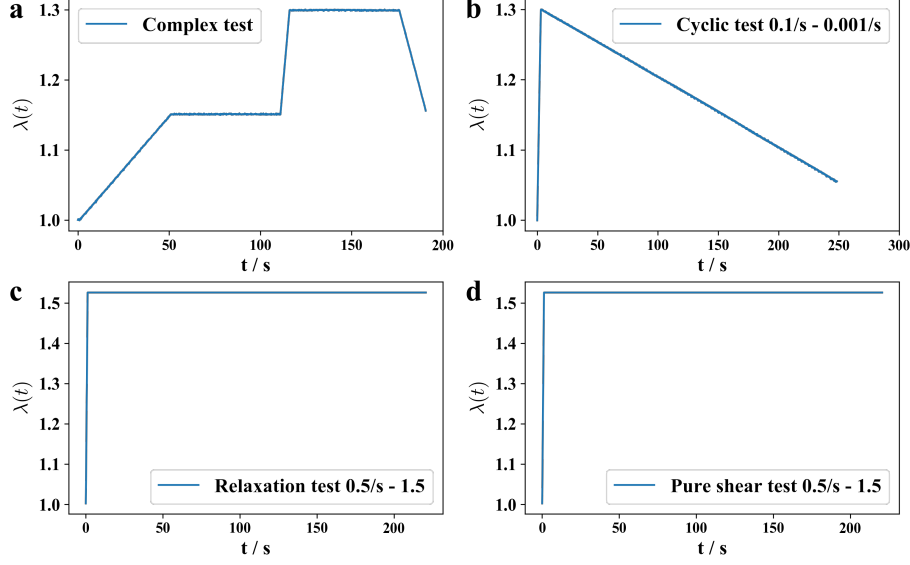 a
Complex test
1.3
1.2
1.1
1.0
λ(t)
0
50
100
150
200
t / s
b
Cyclic test 0.1/s - 0.001/s
1.3
1.2
1.1
1.0
λ(t)
0
50
100
150
200
250
300
t / s
c
1.5
1.4
1.3
1.2
1.1
1.0
λ(t)
Relaxation test 0.5/s - 1.5
0
50
100
150
200
t / s
d
1.5
1.4
1.3
1.2
1.1
1.0
λ(t)
Pure shear test 0.5/s - 1.5
0
50
100
150
200
t / s